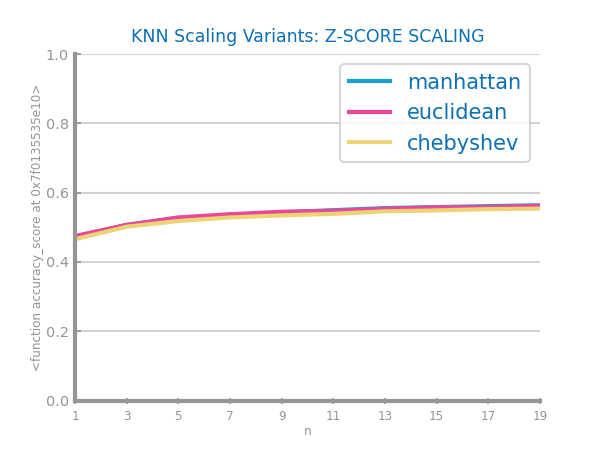 KNN Scaling Variants: Z-SCORE SCALING
<function accuracy_score at 0x7f0135535e10>
1.0
0.8
0.6
0.4
0.2
0.0
manhattan
euclidean
chebyshev
1 3 5 7 9 11 13 15 17 19
n